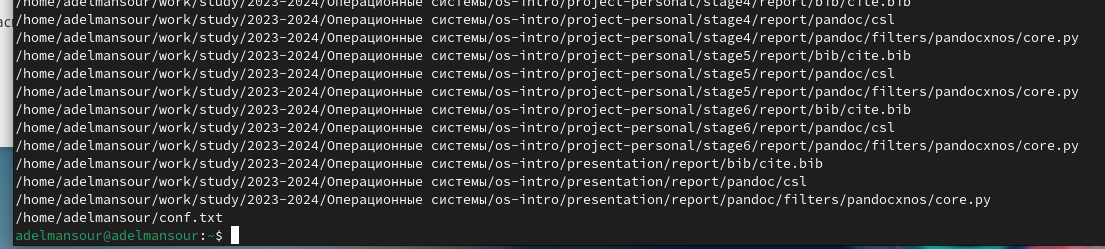 /home/adelmansour/work/study/2023-2024/Операционные системы/os-intro/project-personal/stage4/report/bib/cite.bib
/home/adelmansour/work/study/2023-2024/Операционные системы/os-intro/project-personal/stage4/report/pandoc/csl
/home/adelmansour/work/study/2023-2024/Операционные системы/os-intro/project-personal/stage4/report/pandoc/filters/pandocxnos/core.py
/home/adelmansour/work/study/2023-2024/Операционные системы/os-intro/project-personal/stage5/report/bib/cite.bib
/home/adelmansour/work/study/2023-2024/Операционные системы/os-intro/project-personal/stage5/report/pandoc/csl
/home/adelmansour/work/study/2023-2024/Операционные системы/os-intro/project-personal/stage5/report/pandoc/filters/pandocxnos/core.py
/home/adelmansour/work/study/2023-2024/Операционные системы/os-intro/project-personal/stage6/report/bib/cite.bib
/home/adelmansour/work/study/2023-2024/Операционные системы/os-intro/project-personal/stage6/report/pandoc/csl
/home/adelmansour/work/study/2023-2024/Операционные системы/os-intro/project-personal/stage6/report/pandoc/filters/pandocxnos/core.py
/home/adelmansour/work/study/2023-2024/Операционные системы/os-intro/presentation/report/bib/cite.bib
/home/adelmansour/work/study/2023-2024/Операционные системы/os-intro/presentation/report/pandoc/csl
/home/adelmansour/work/study/2023-2024/Операционные системы/os-intro/presentation/report/pandoc/filters/pandocxnos/core.py
/home/adelmansour/conf.txt
adelmansour@adelmansour:~$